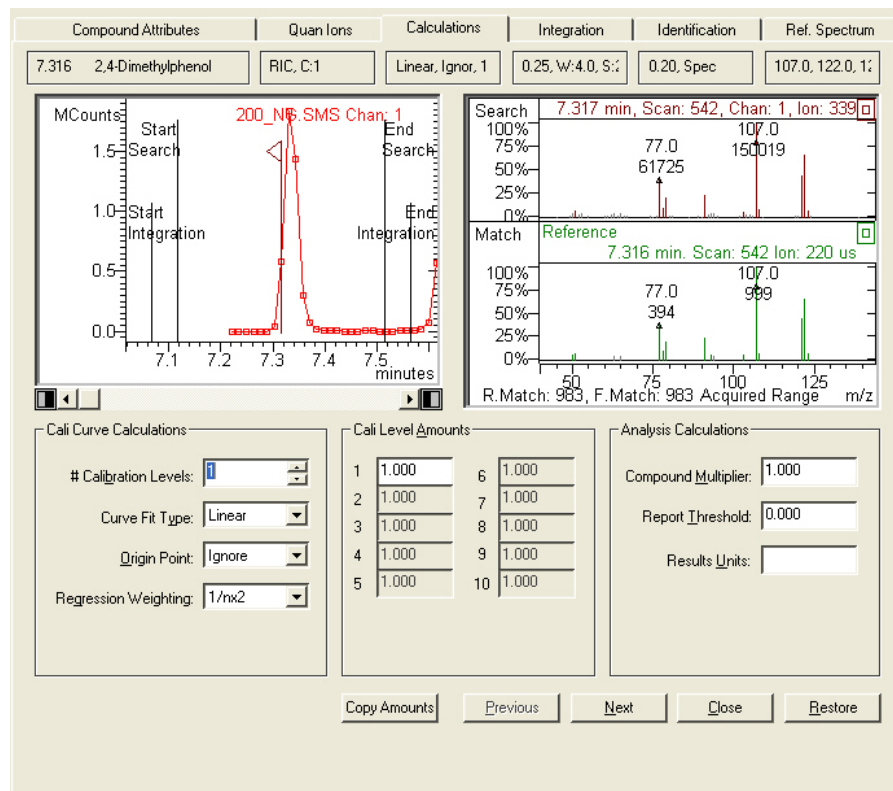 Compound Attributes Quan Ions Calculations Integration Identification Ref. Spectrum
7.316 2,4-Dimethylphenol RIC, C:1 Linear, Ignor, 1 0.25, W:4.0, S: 0.20, Spec 107.0, 122.0,
MCounts 200_NG.SMS Chan: 1
Start Search
End Search
Start Integration
End Integration
1.5
1.0
0.5
0.0
7.1 7.2 7.3 7.4 7.5
minutes
Search 7.317 min, Scan: 542, Chan: 1, Ion: 339
100%
75%
50%
25%
0%
77.0
61725
107.0
150019
Match Reference
7.316 min. Scan: 542 Ion: 220 us
100%
75%
50%
25%
0%
77.0
394
107.0
999
50 75 100 125
R.Match: 983, F.Match: 983 Acquired Range m/z
Cali Curve Calculations
# Calibration Levels: 1
Curve Fit Type: Linear
Origin Point: Ignore
Regression Weighting: 1/nx2
Cali Level Amounts
1 1.000 6 1.000
2 1.000 7 1.000
3 1.000 8 1.000
4 1.000 9 1.000
5 1.000 10 1.000
Analysis Calculations
Compound Multiplier: 1.000
Report Threshold: 0.000
Results Units:
Copy Amounts Previous Next Close Restore